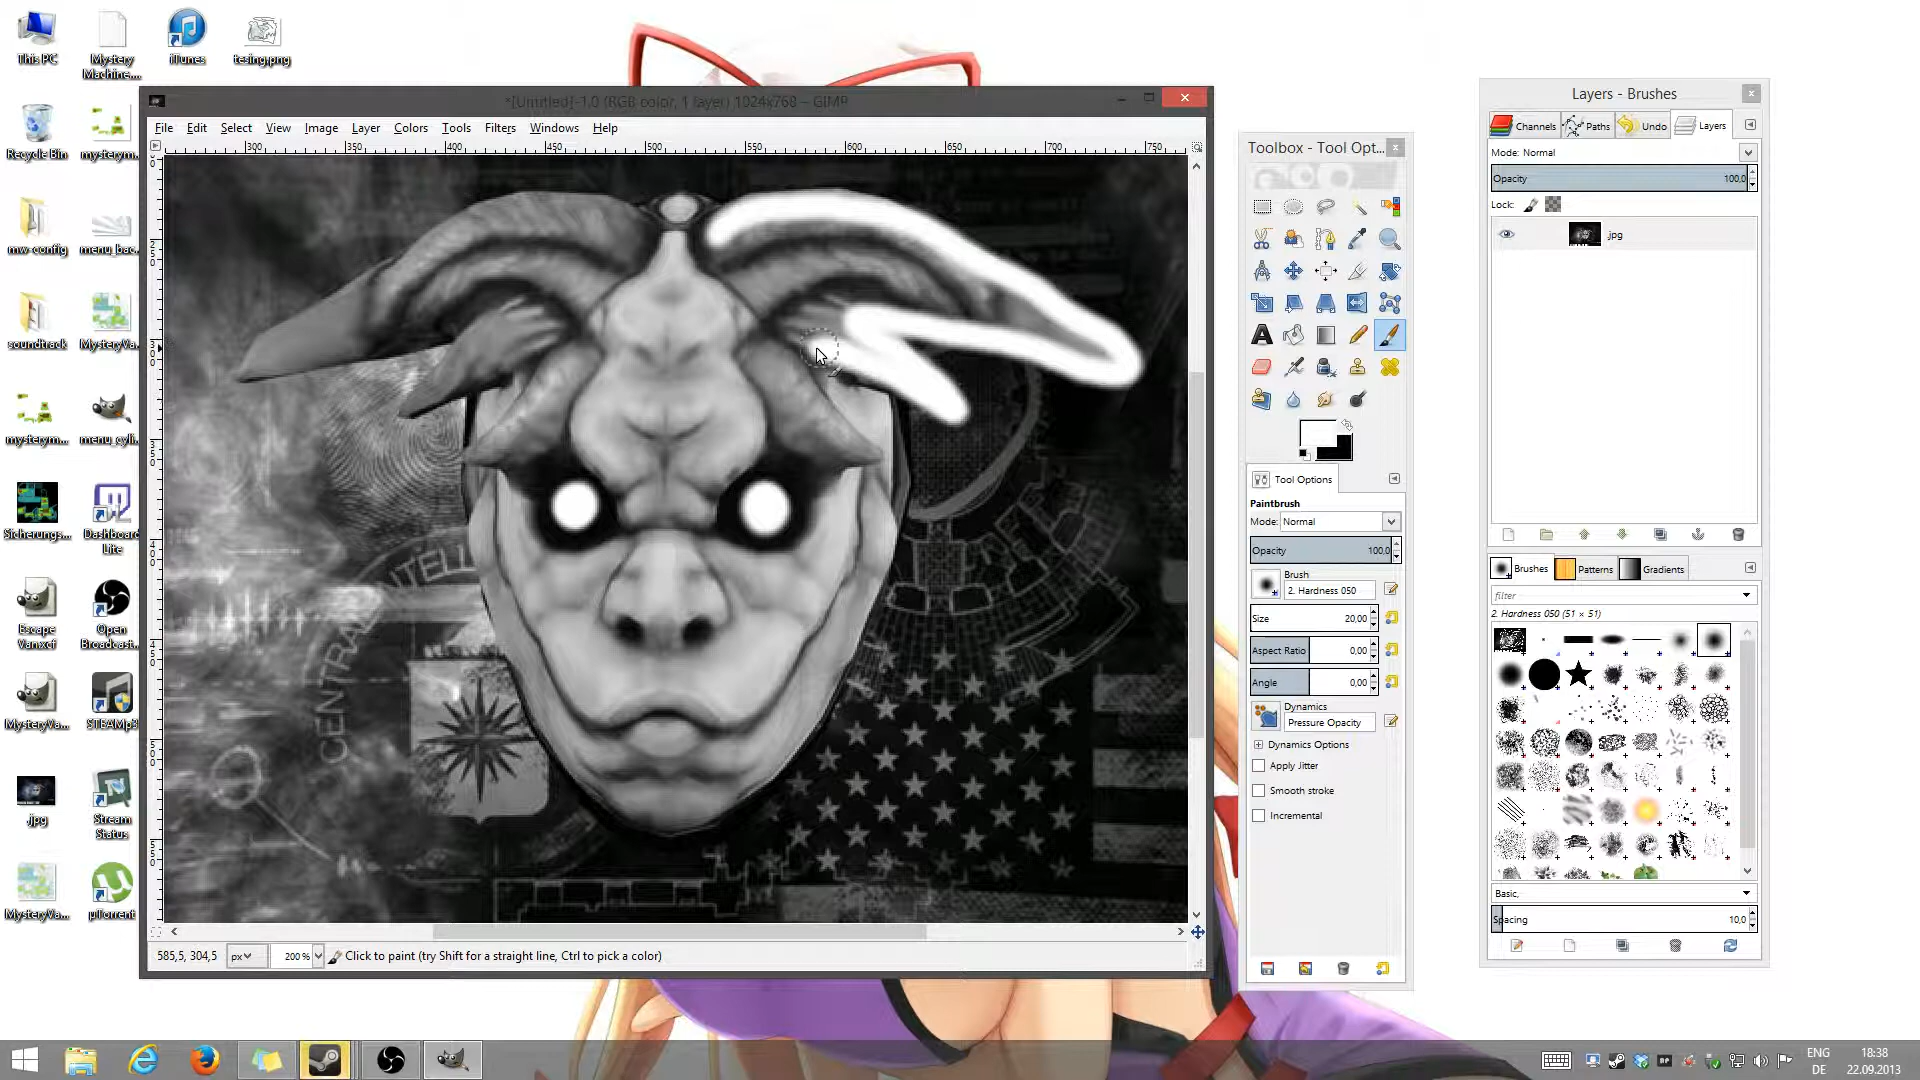 This PC
Mystery
Machine....
iTunes
tesing.png
Recycle Bin
mysterym...
mw-config
menu_bac...
soundtrack
MysteryVa...
mysterym...
menu_cyli...
Sicherungs...
Dashboard
Lite
Escape
Vanxcf
Open
Broadcast...
MysteryVa...
STEAMp3
.jpg
Stream
Status
MysteryVa...
µTorrent
*[Untitled]-1.0 (RGB color, 1 layer) 1024x768 – GIMP
File Edit Select View Image Layer Colors Tools Filters Windows Help
300 350 400 450 500 550 600 650 700 750
CENTRAL INTELL
585,5, 304,5 px 200 % Click to paint (try Shift for a straight line, Ctrl to pick a color)
Toolbox - Tool Opt...
Tool Options
Paintbrush
Mode: Normal
Opacity 100,0
Brush
2. Hardness 050
Size 20,00
Aspect Ratio 0,00
Angle 0,00
Dynamics
Pressure Opacity
Dynamics Options
Apply Jitter
Smooth stroke
Incremental
Layers - Brushes
Channels Paths Undo Layers
Mode: Normal
Opacity 100,0
Lock:
.jpg
Brushes Patterns Gradients
filter
2. Hardness 050 (51 × 51)
Basic,
Spacing 10,0
ENG
DE
18:38
22.09.2013